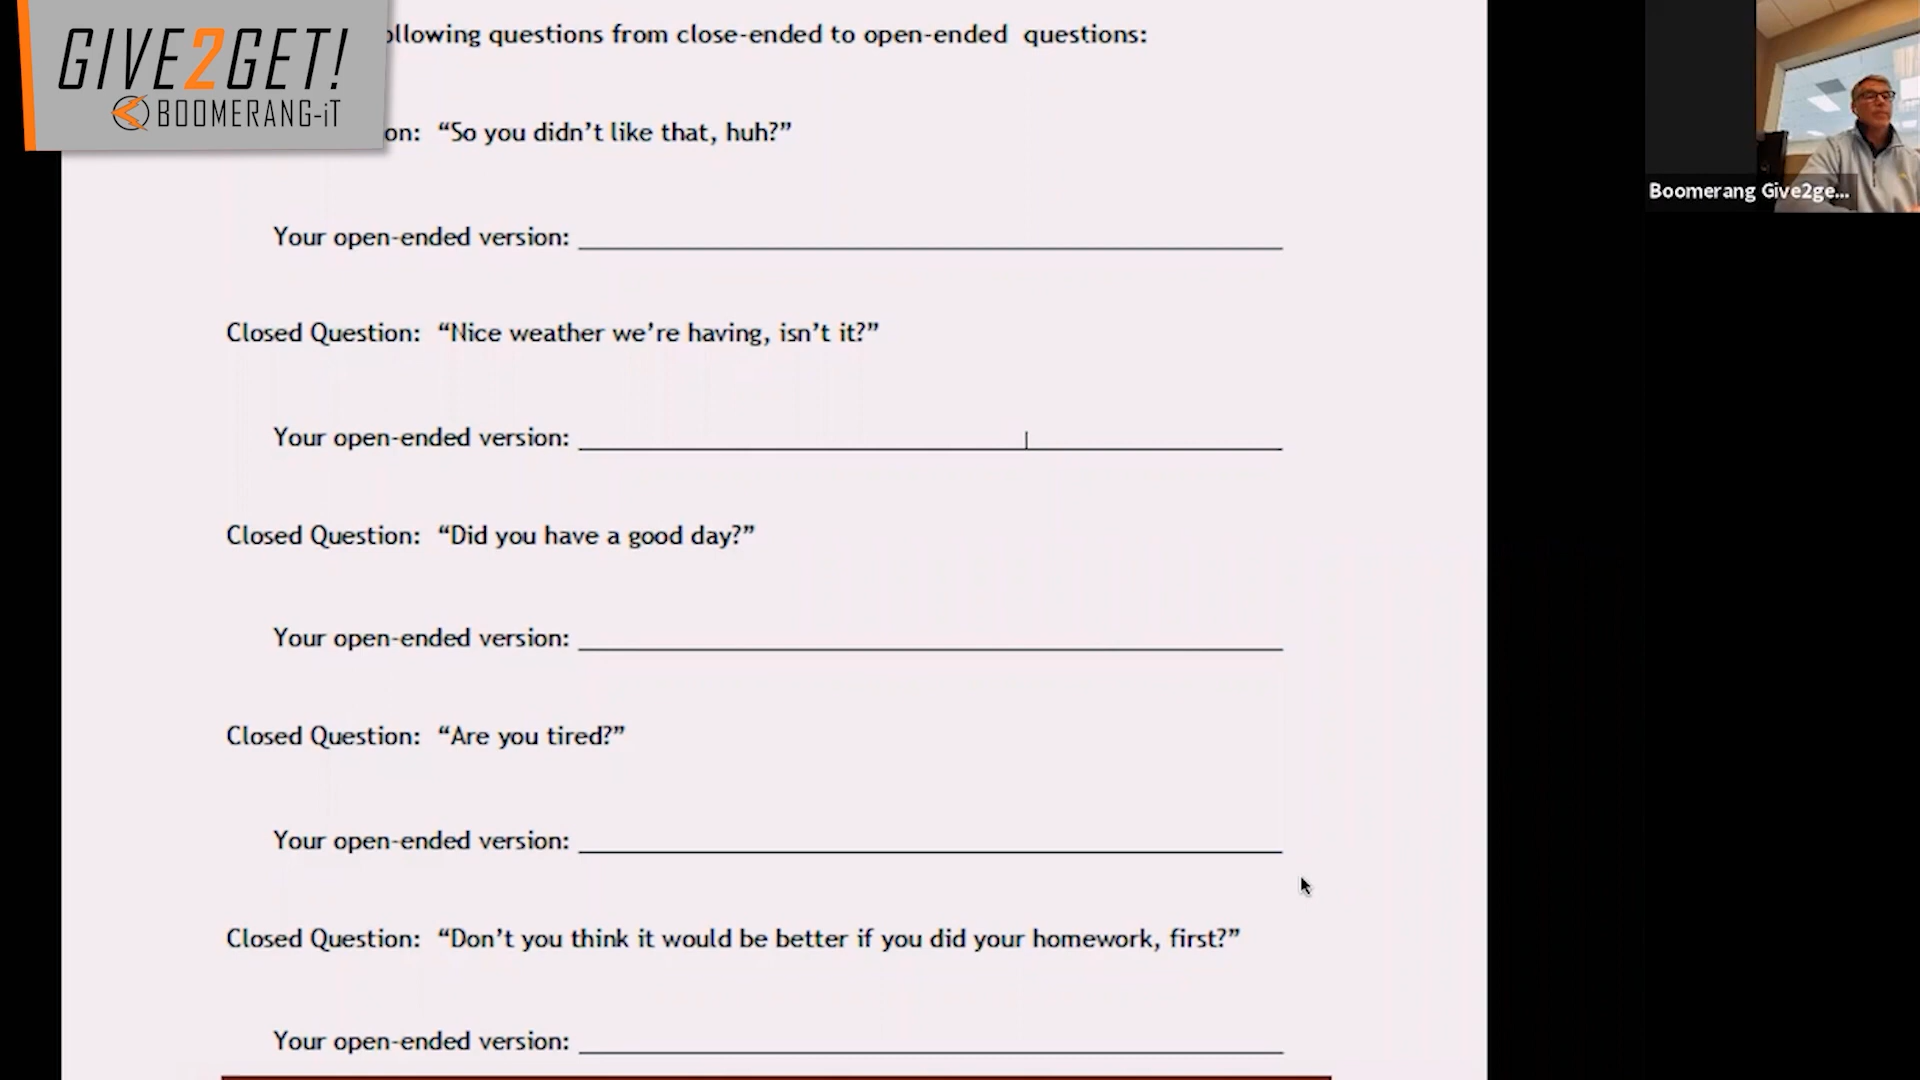 GIVE2GET!
BOOMERANG-iT
ollowing questions from close-ended to open-ended questions:
on: “So you didn’t like that, huh?”
Your open-ended version:
Closed Question: “Nice weather we’re having, isn’t it?”
Your open-ended version:
Closed Question: “Did you have a good day?”
Your open-ended version:
Closed Question: “Are you tired?”
Your open-ended version:
Closed Question: “Don’t you think it would be better if you did your homework, first?”
Your open-ended version:
Boomerang Give2ge...